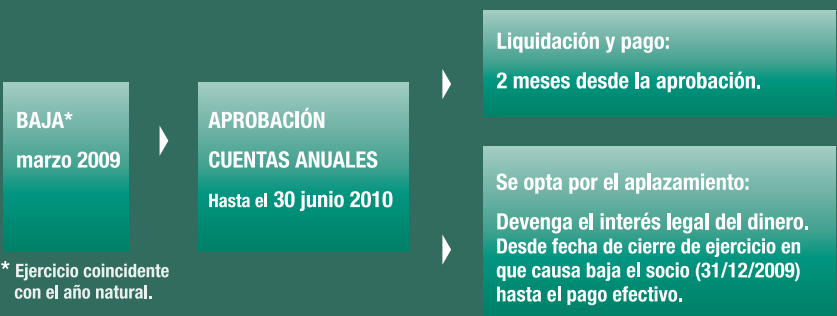 BAJA*
marzo 2009
* Ejercicio coincidente
con el año natural.
APROBACIÓN
CUENTAS ANUALES
Hasta el 30 junio 2010
Liquidación y pago:
2 meses desde la aprobación.
Se opta por el aplazamiento:
Devenga el interés legal del dinero.
Desde fecha de cierre de ejercicio en
que causa baja el socio (31/12/2009)
hasta el pago efectivo.